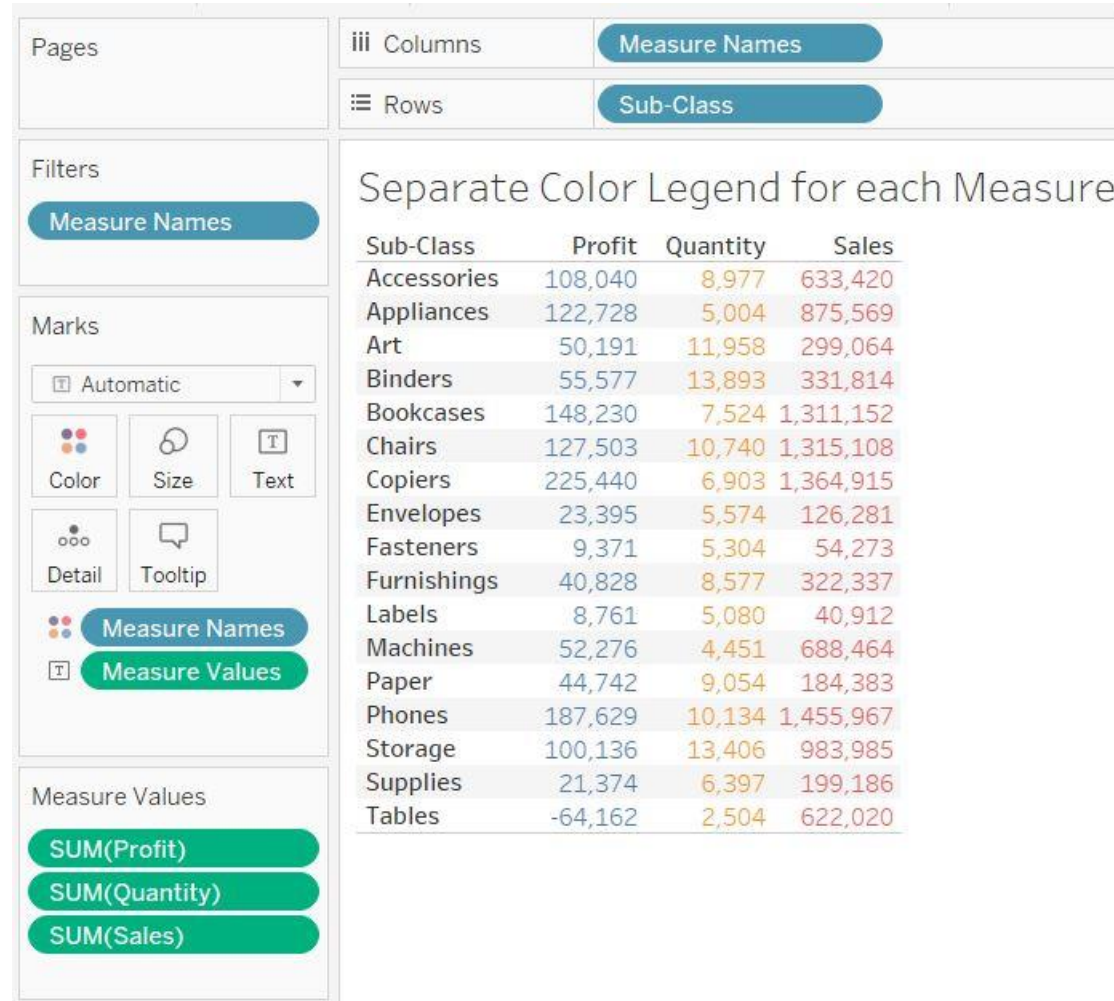 Pages
Columns Measure Names
Rows Sub-Class
Filters
Measure Names
Marks
Automatic
Color Size Text
Detail Tooltip
Measure Names
Measure Values
Measure Values
SUM(Profit)
SUM(Quantity)
SUM(Sales)
Separate Color Legend for each Measure
Sub-Class Profit Quantity Sales
Accessories 108,040 8,977 633,420
Appliances 122,728 5,004 875,569
Art 50,191 11,958 299,064
Binders 55,577 13,893 331,814
Bookcases 148,230 7,524 1,311,152
Chairs 127,503 10,740 1,315,108
Copiers 225,440 6,903 1,364,915
Envelopes 23,395 5,574 126,281
Fasteners 9,371 5,304 54,273
Furnishings 40,828 8,577 322,337
Labels 8,761 5,080 40,912
Machines 52,276 4,451 688,464
Paper 44,742 9,054 184,383
Phones 187,629 10,134 1,455,967
Storage 100,136 13,406 983,985
Supplies 21,374 6,397 199,186
Tables -64,162 2,504 622,020